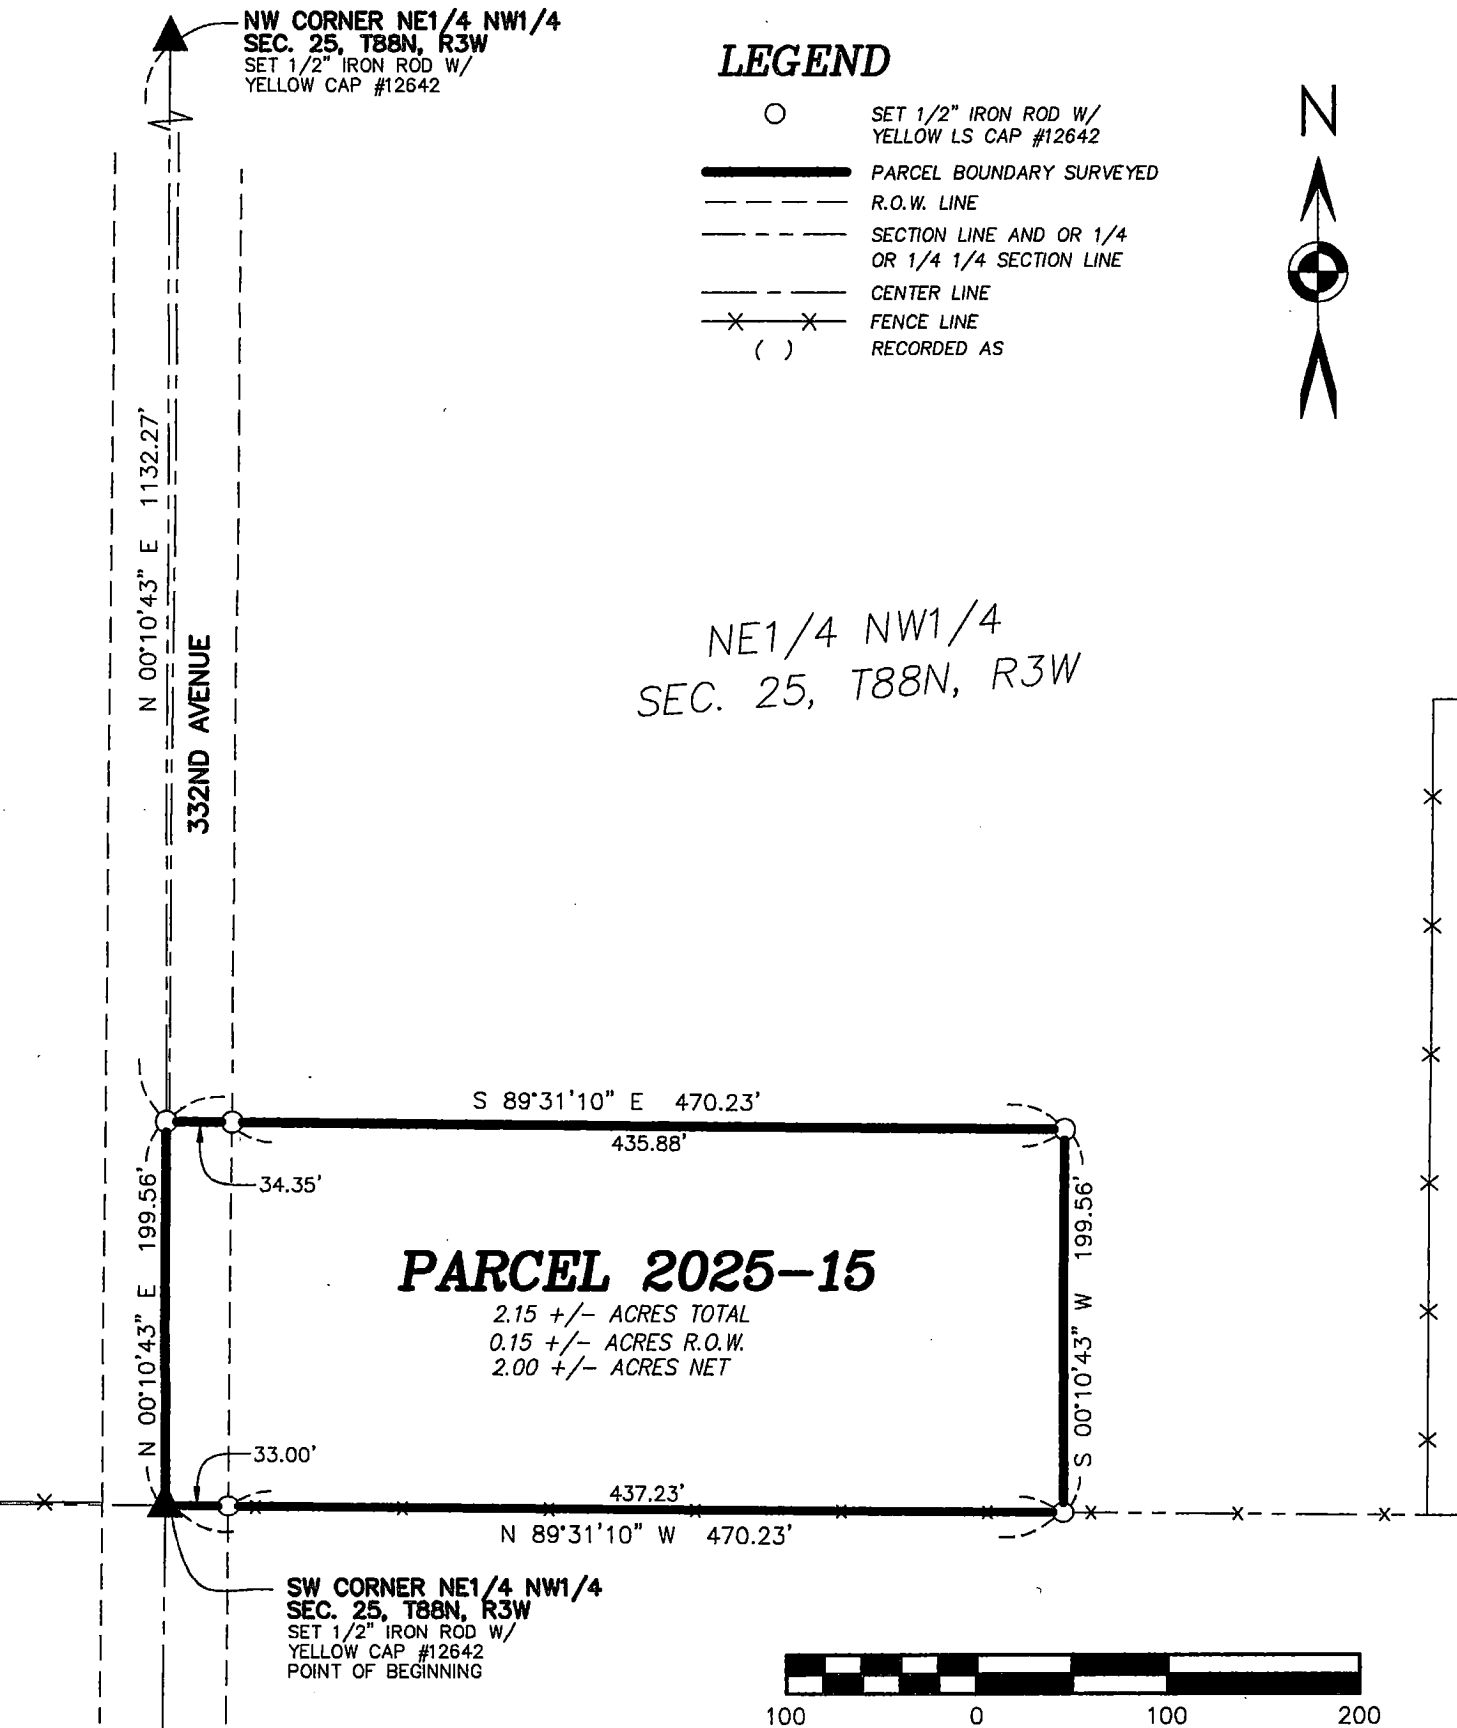 NW CORNER NE1/4 NW1/4
SEC. 25, T88N, R3W
SET 1/2" IRON ROD W/
YELLOW CAP #12642
LEGEND
SET 1/2" IRON ROD W/
YELLOW LS CAP #12642
PARCEL BOUNDARY SURVEYED
R.O.W. LINE
SECTION LINE AND OR 1/4
OR 1/4 1/4 SECTION LINE
CENTER LINE
FENCE LINE
( ) RECORDED AS
N
N 00°10'43" E 1132.27'
332ND AVENUE
NE1/4 NW1/4
SEC. 25, T88N, R3W
S 89°31'10" E 470.23'
435.88'
34.35'
N 00°10'43" E 199.56'
S 00°10'43" W 199.56'
PARCEL 2025-15
2.15 +/- ACRES TOTAL
0.15 +/- ACRES R.O.W.
2.00 +/- ACRES NET
33.00'
437.23'
N 89°31'10" W 470.23'
SW CORNER NE1/4 NW1/4
SEC. 25, T88N, R3W
SET 1/2" IRON ROD W/
YELLOW CAP #12642
POINT OF BEGINNING
100 0 100 200